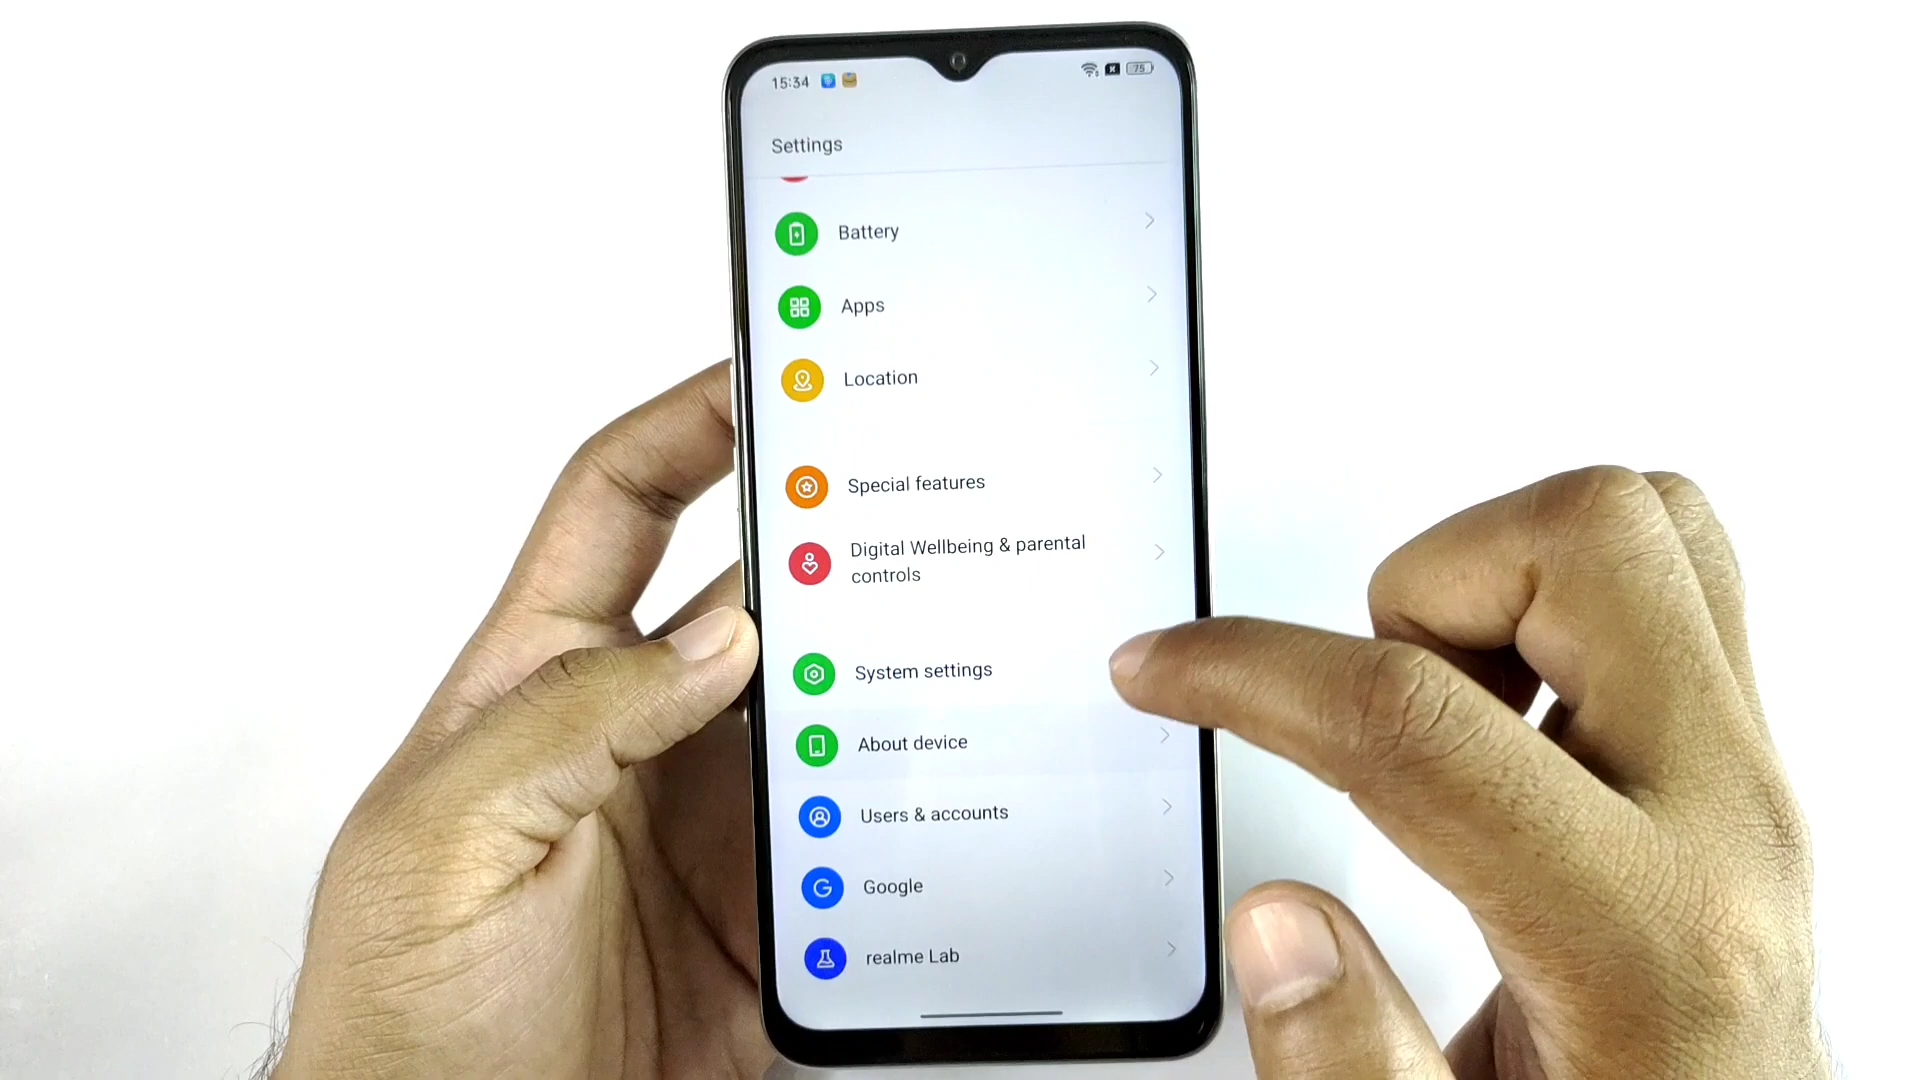 15:34
75
Settings
Battery
Apps
Location
Special features
Digital Wellbeing & parental
controls
System settings
About device
Users & accounts
Google
realme Lab